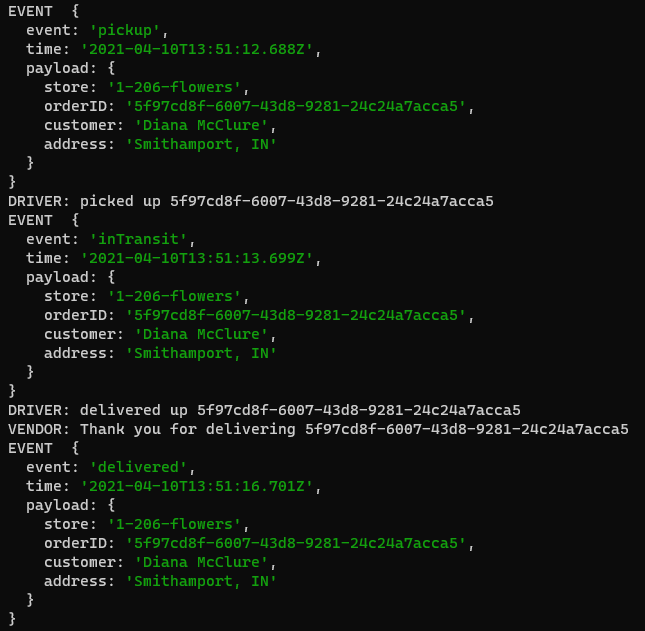 EVENT  {
  event: 'pickup',
  time: '2021-04-10T13:51:12.688Z',
  payload: {
    store: '1-206-flowers',
    orderID: '5f97cd8f-6007-43d8-9281-24c24a7acca5',
    customer: 'Diana McClure',
    address: 'Smithamport, IN'
  }
}
DRIVER: picked up 5f97cd8f-6007-43d8-9281-24c24a7acca5
EVENT  {
  event: 'inTransit',
  time: '2021-04-10T13:51:13.699Z',
  payload: {
    store: '1-206-flowers',
    orderID: '5f97cd8f-6007-43d8-9281-24c24a7acca5',
    customer: 'Diana McClure',
    address: 'Smithamport, IN'
  }
}
DRIVER: delivered up 5f97cd8f-6007-43d8-9281-24c24a7acca5
VENDOR: Thank you for delivering 5f97cd8f-6007-43d8-9281-24c24a7acca5
EVENT  {
  event: 'delivered',
  time: '2021-04-10T13:51:16.701Z',
  payload: {
    store: '1-206-flowers',
    orderID: '5f97cd8f-6007-43d8-9281-24c24a7acca5',
    customer: 'Diana McClure',
    address: 'Smithamport, IN'
  }
}